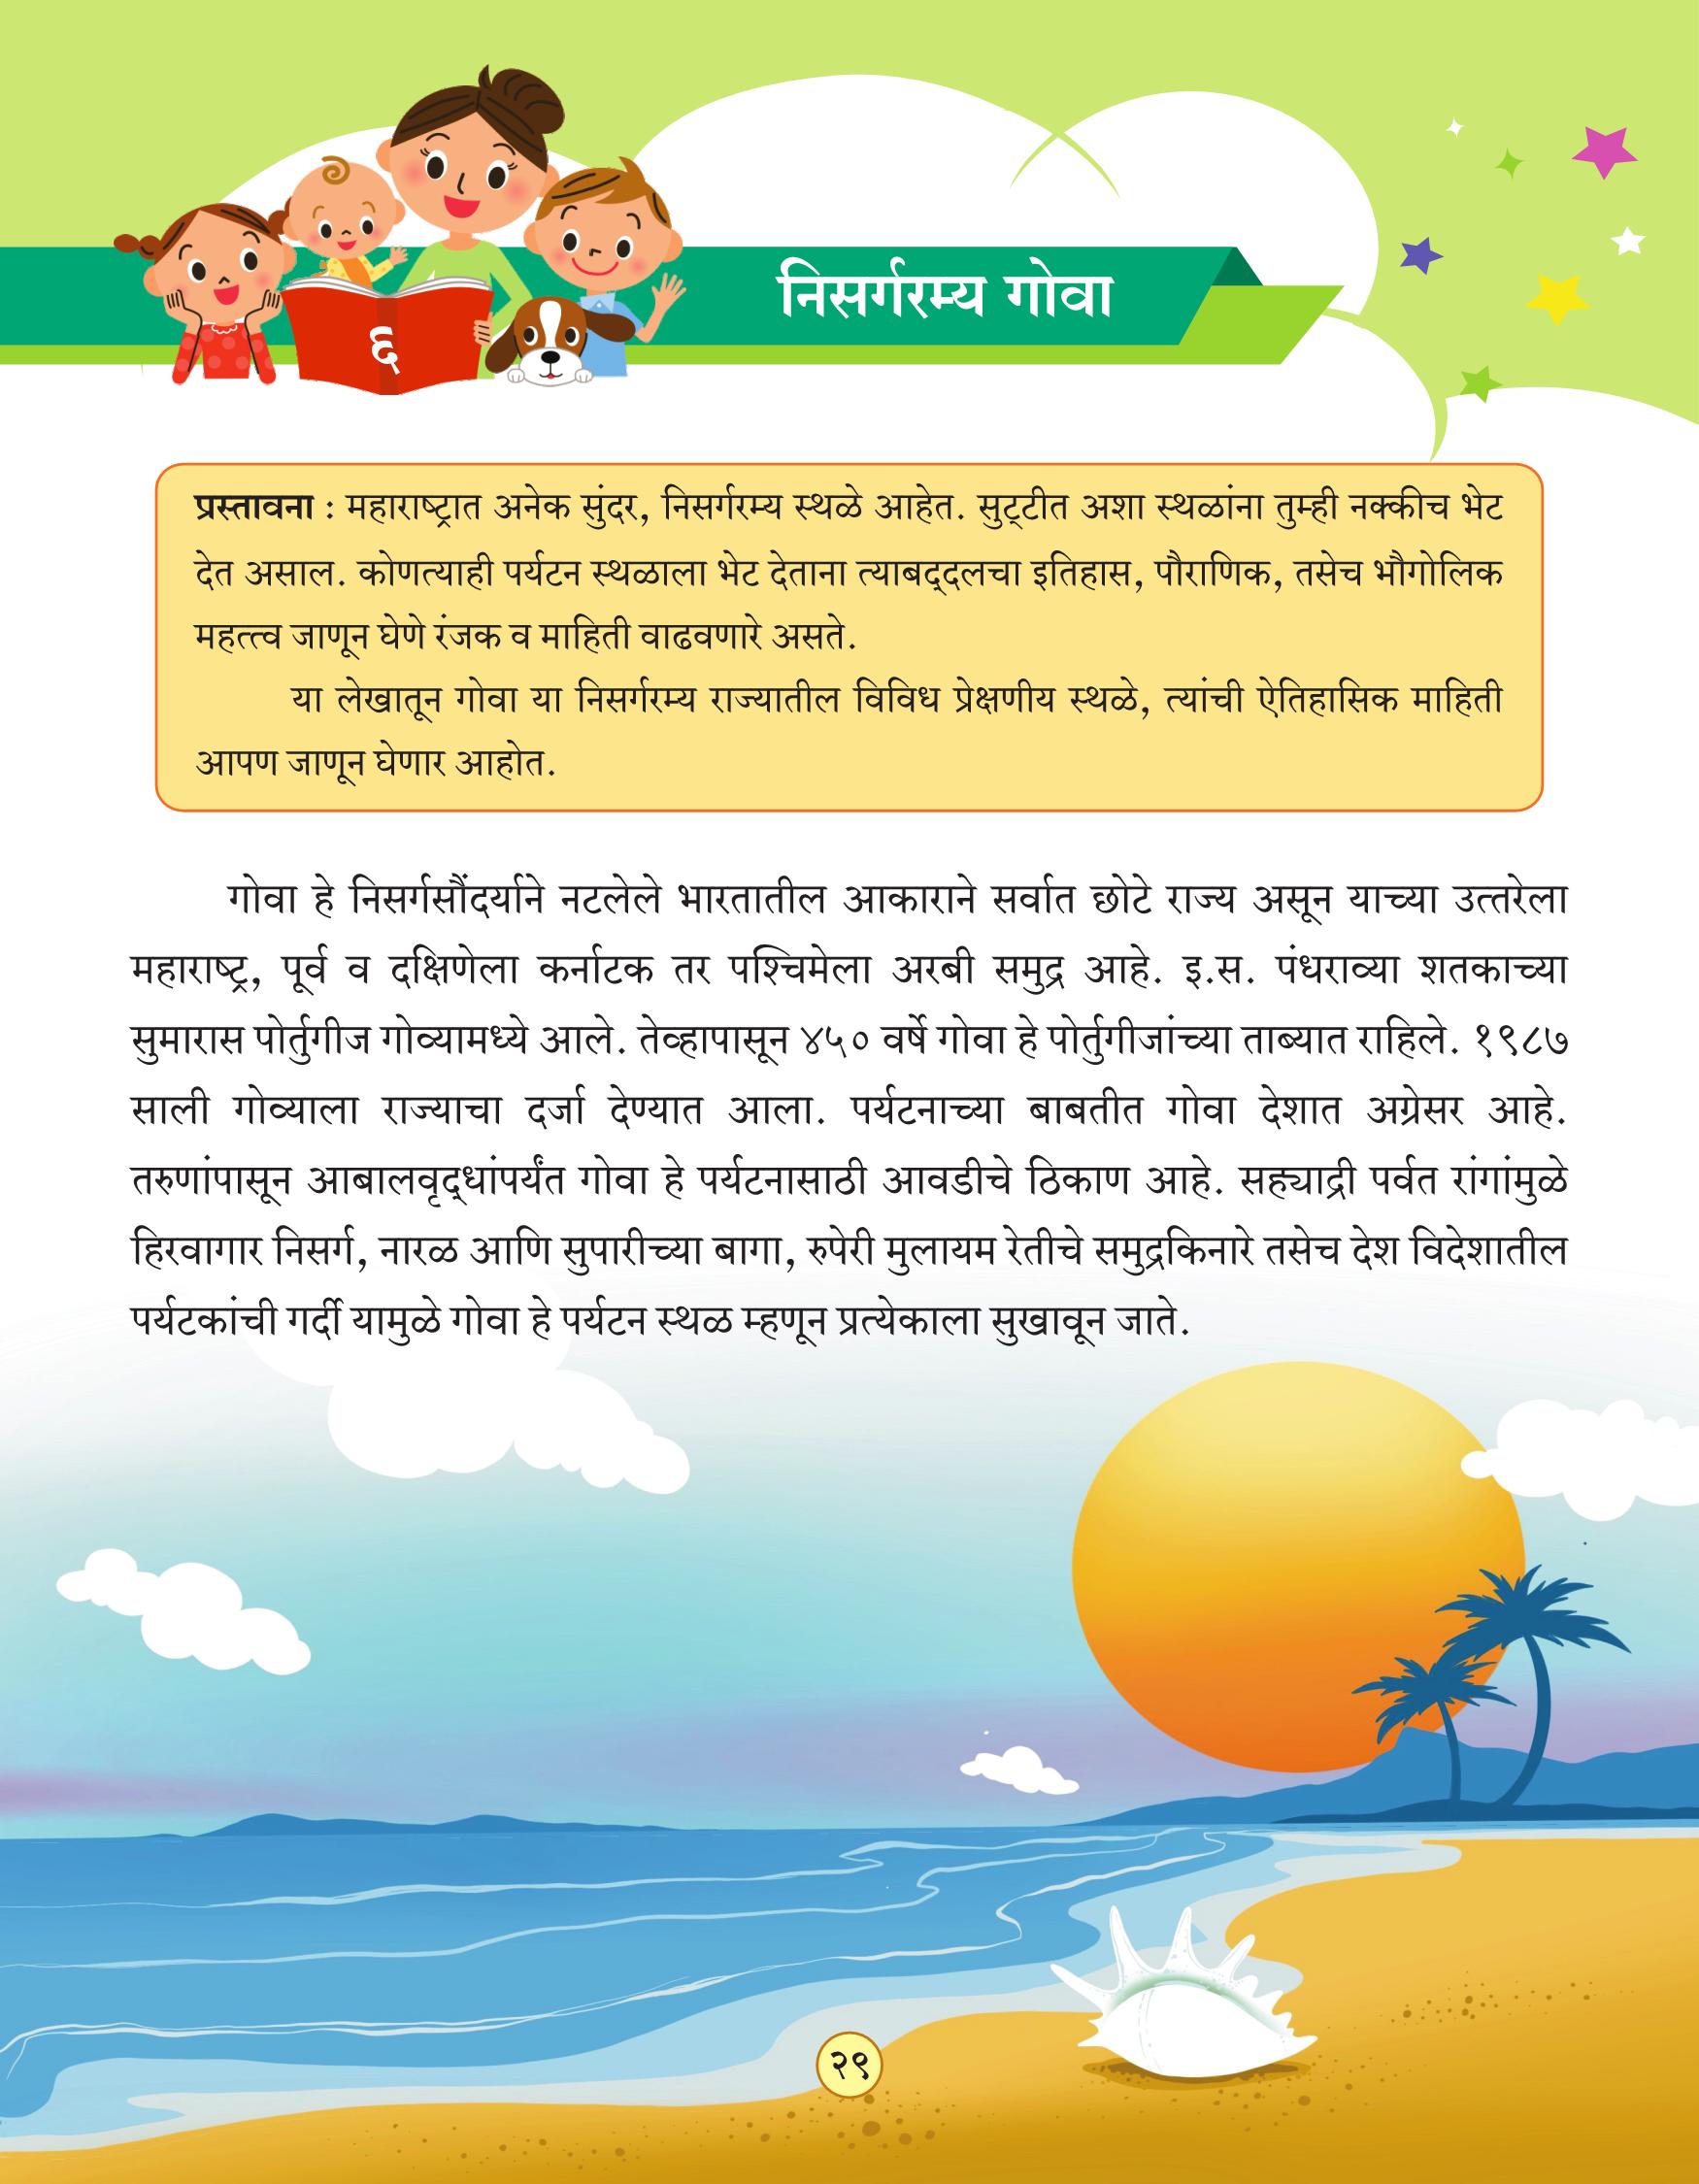 ६
निसर्गरम्य गोवा
प्रस्तावना : महाराष्ट्रात अनेक सुंदर, निसर्गरम्य स्थळे आहेत. सुट्‌टीत अशा स्थळांना तुम्ही नक्कीच भेट
देत असाल. कोणत्याही पर्यटन स्थळाला भेट देताना त्याबद्‌दलचा इतिहास, पौराणिक, तसेच भौगोलिक
महत्त्व जाणून घेणे रंजक व माहिती वाढवणारे असते.
या लेखातून गोवा या निसर्गरम्य राज्यातील विविध प्रेक्षणीय स्थळे, त्यांची ऐतिहासिक माहिती
आपण जाणून घेणार आहोत.
गोवा हे निसर्गसौंदर्याने नटलेले भारतातील आकाराने सर्वात छोटे राज्य असून याच्या उत्तरेला
महाराष्ट्र, पूर्व व दक्षिणेला कर्नाटक तर पश्चिमेला अरबी समुद्र आहे. इ.स. पंधराव्या शतकाच्या
सुमारास पोर्तुगीज गोव्यामध्ये आले. तेव्हापासून ४५० वर्षे गोवा हे पोर्तुगीजांच्या ताब्यात राहिले. १९८७
साली गोव्याला राज्याचा दर्जा देण्यात आला. पर्यटनाच्या बाबतीत गोवा देशात अग्रेसर आहे.
तरुणांपासून आबालवृद्‌धांपर्यंत गोवा हे पर्यटनासाठी आवडीचे ठिकाण आहे. सह्याद्री पर्वत रांगांमुळे
हिरवागार निसर्ग, नारळ आणि सुपारीच्या बागा, रुपेरी मुलायम रेतीचे समुद्रकिनारे तसेच देश विदेशातील
पर्यटकांची गर्दी यामुळे गोवा हे पर्यटन स्थळ म्हणून प्रत्येकाला सुखावून जाते.
२९